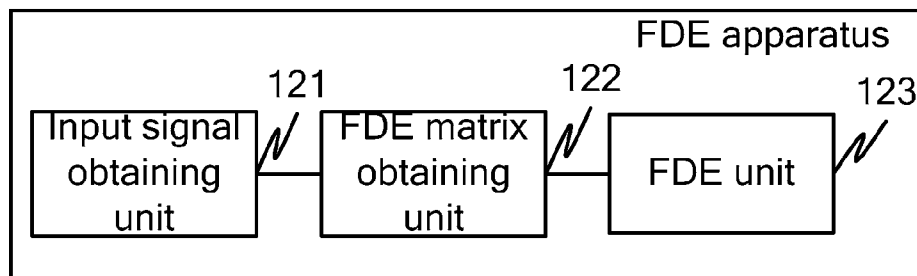 FDE apparatus
121
122
123
Input signal
obtaining
unit
FDE matrix
obtaining
unit
FDE unit